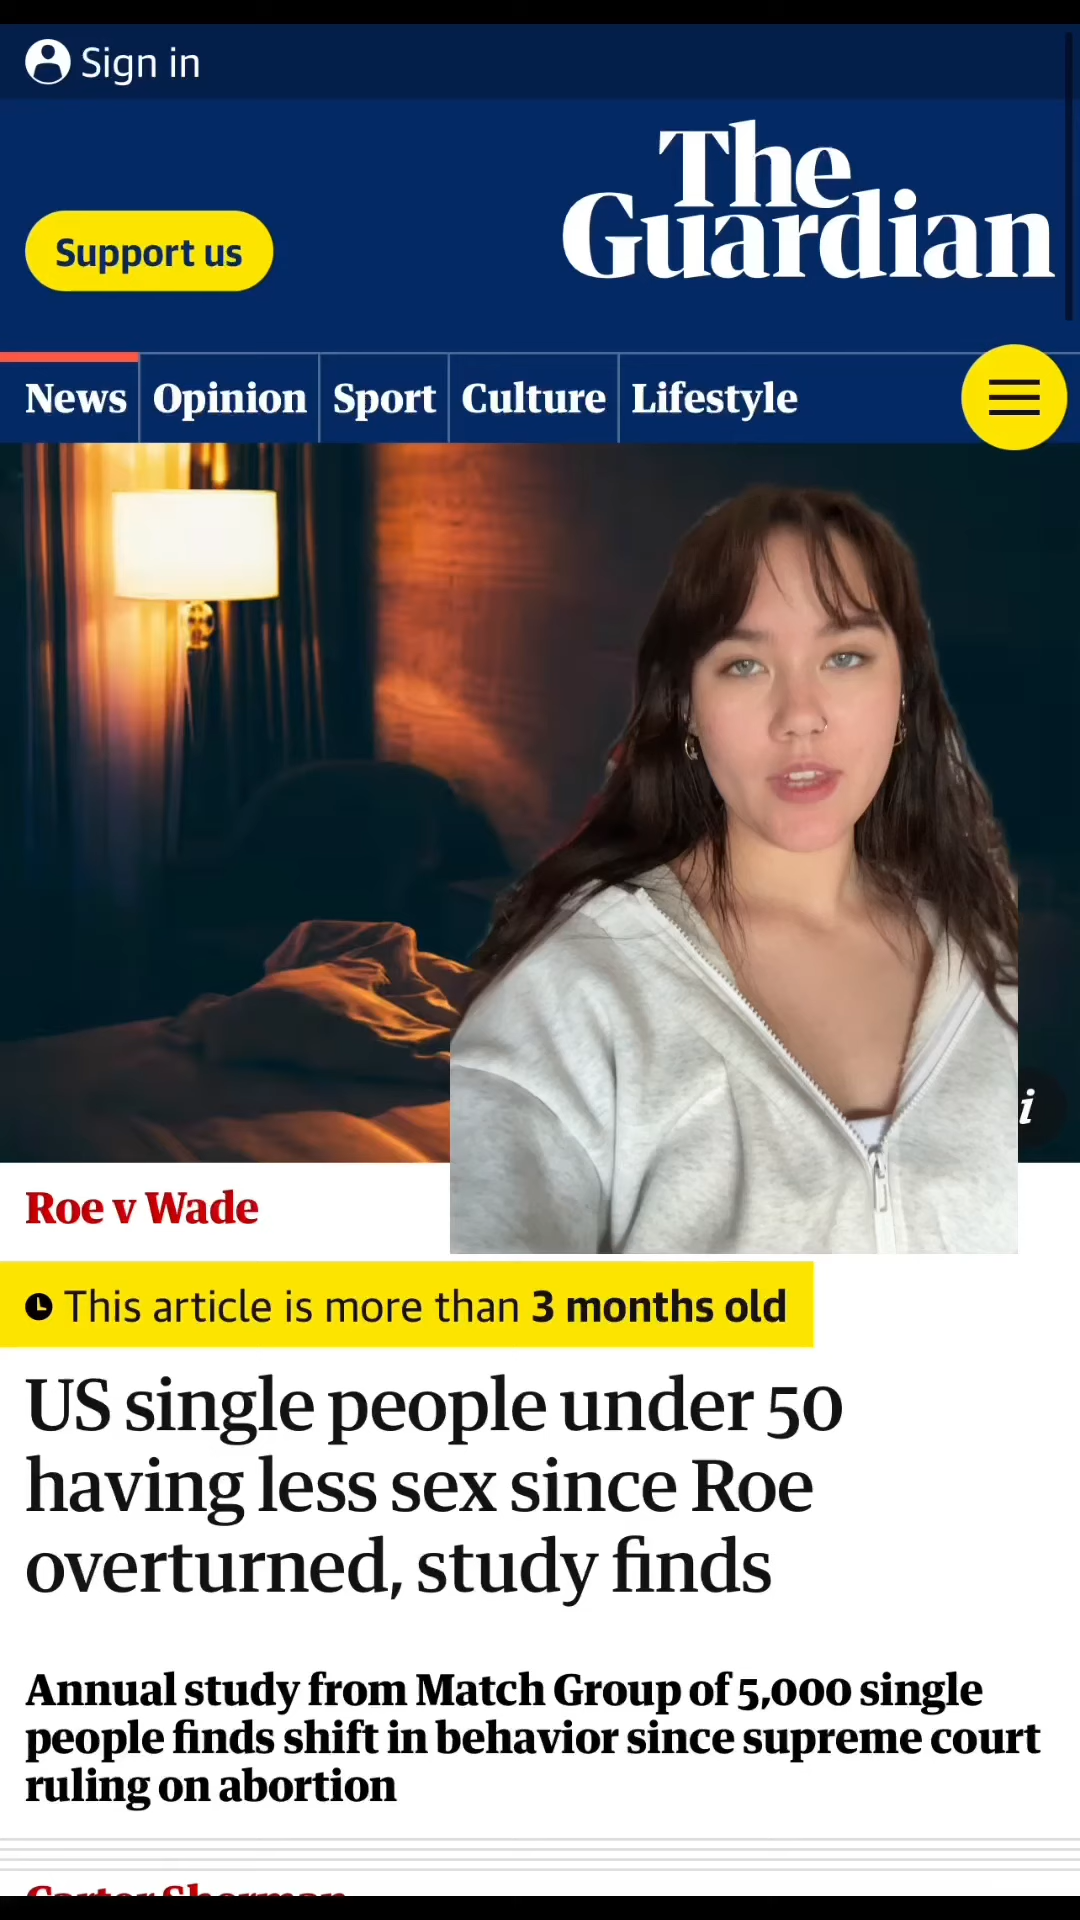 Sign in
The
Guardian
Support us
News
Opinion
Sport
Culture
Lifestyle
i
Roe v Wade
This article is more than 3 months old
US single people under 50
having less sex since Roe
overturned, study finds
Annual study from Match Group of 5,000 single
people finds shift in behavior since supreme court
ruling on abortion
Carter Sherman